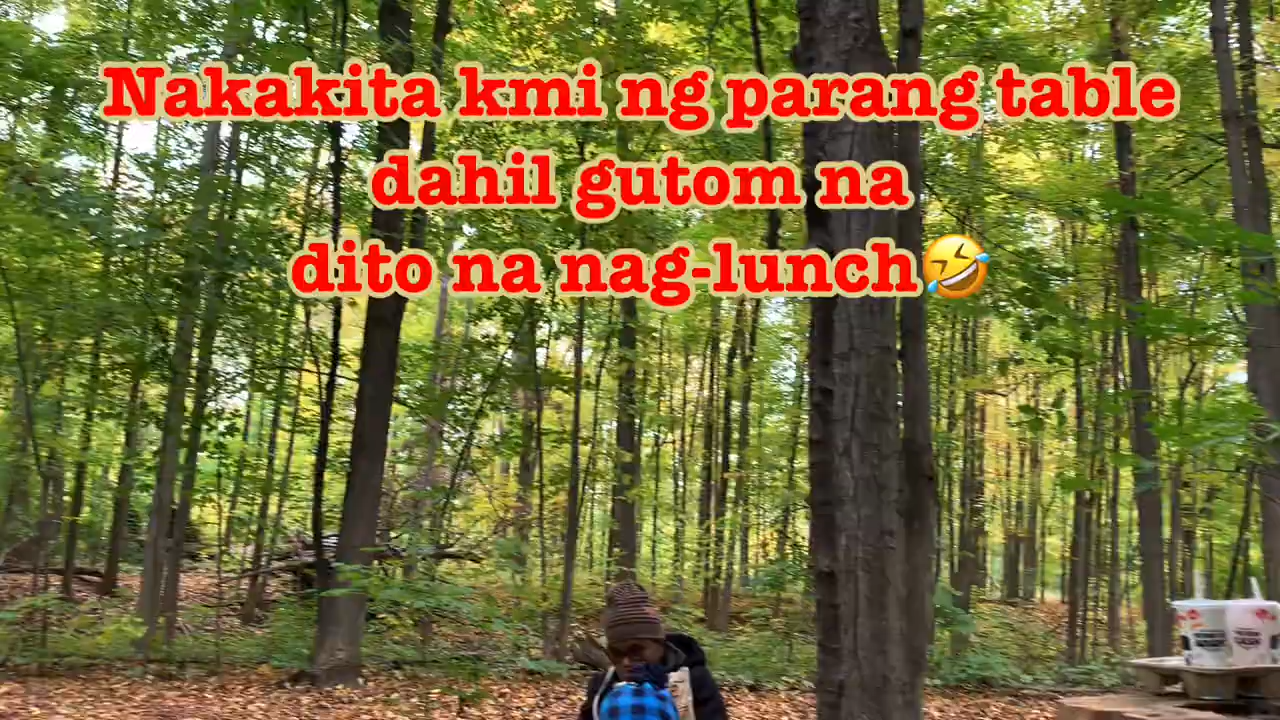 Nakakita kmi ng parang table
dahil gutom na
dito na nag-lunch🤣